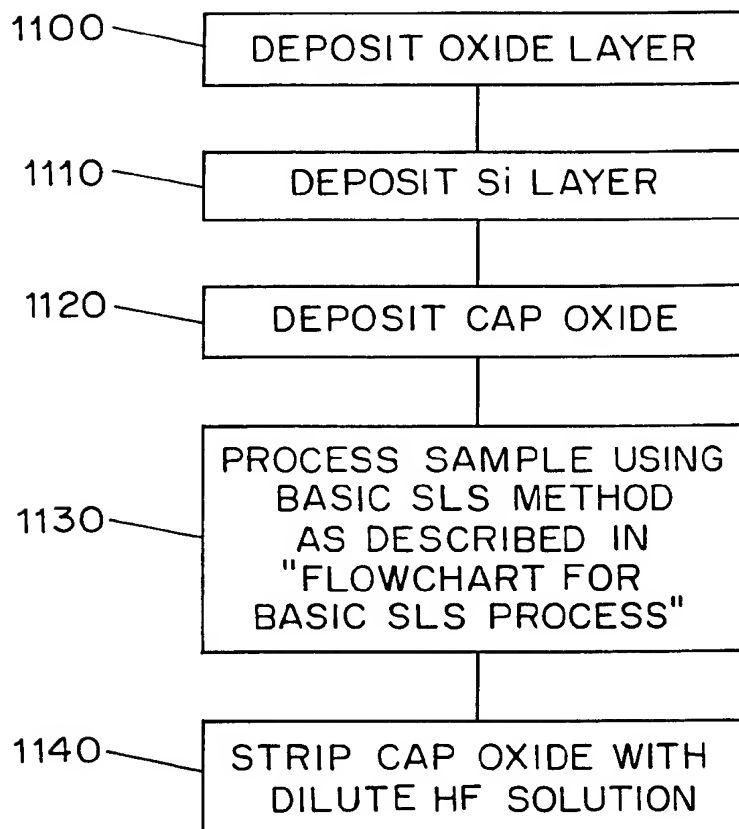 1100
DEPOSIT OXIDE LAYER
1110
DEPOSIT Si LAYER
1120
DEPOSIT CAP OXIDE
1130
PROCESS SAMPLE USING
BASIC SLS METHOD
AS DESCRIBED IN
"FLOWCHART FOR
BASIC SLS PROCESS"
1140
STRIP CAP OXIDE WITH
DILUTE HF SOLUTION